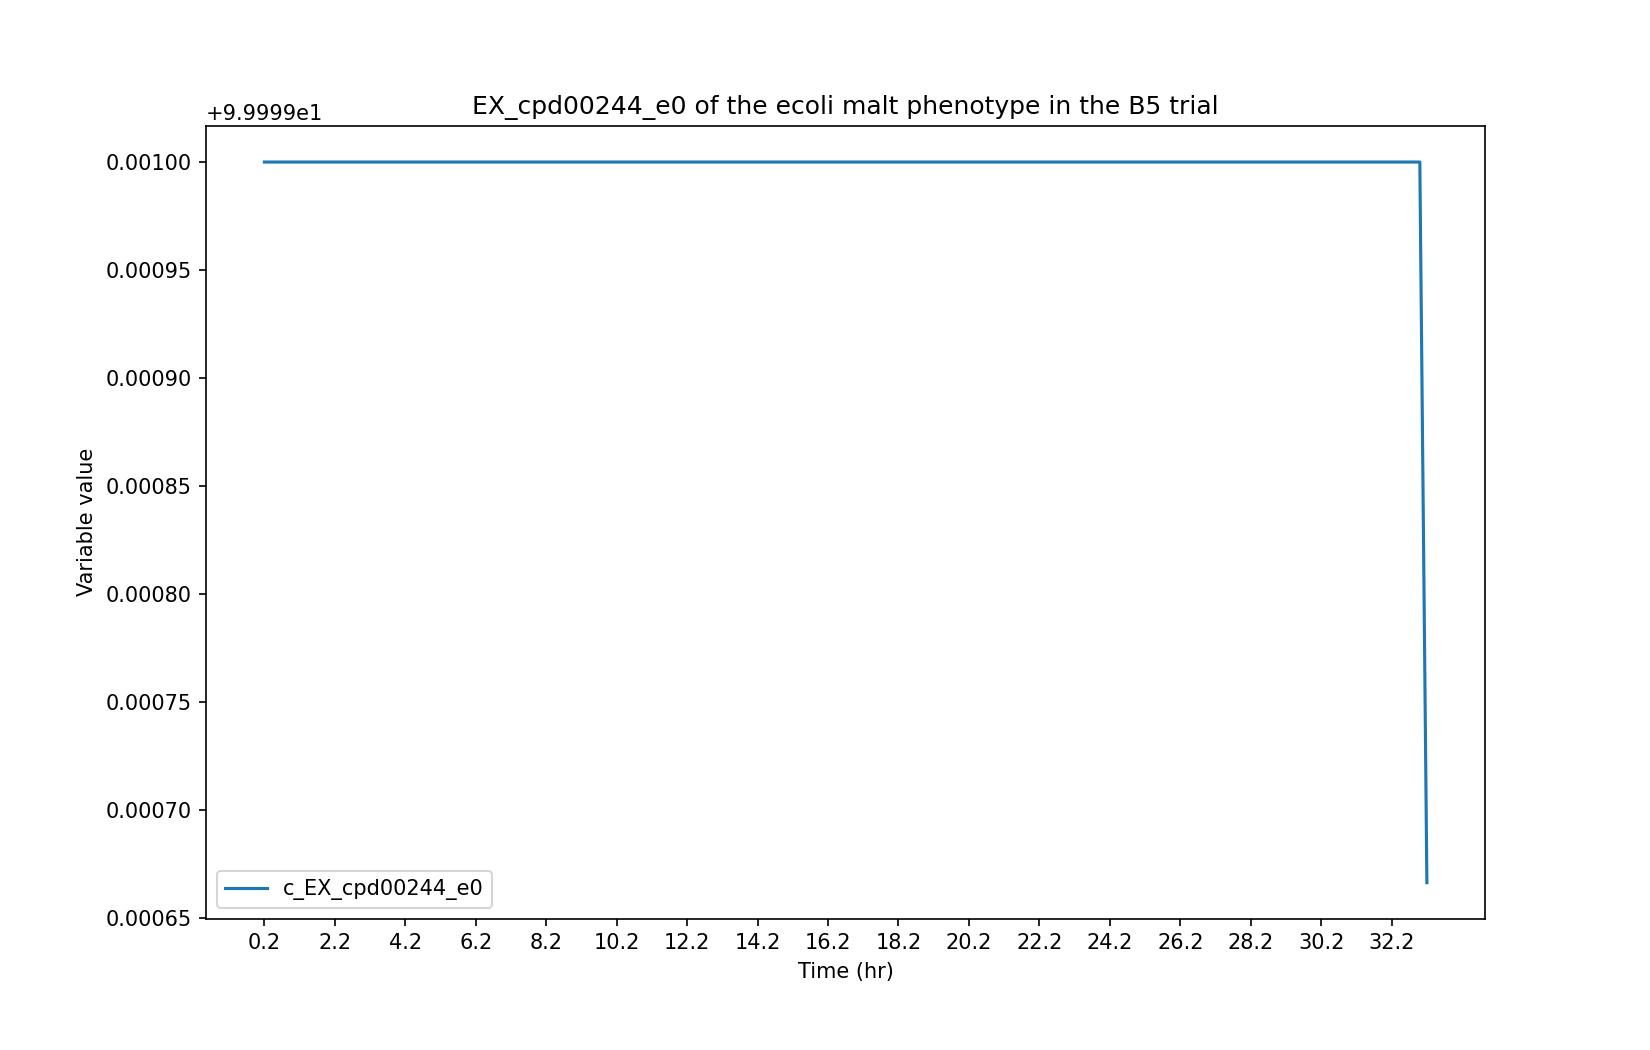 EX_cpd00244_e0 of the ecoli malt phenotype in the B5 trial
+9.9999e1
0.00100
0.00095
0.00090
0.00085
0.00080
0.00075
0.00070
0.00065
Variable value
c_EX_cpd00244_e0
0.2 2.2 4.2 6.2 8.2 10.2 12.2 14.2 16.2 18.2 20.2 22.2 24.2 26.2 28.2 30.2 32.2
Time (hr)